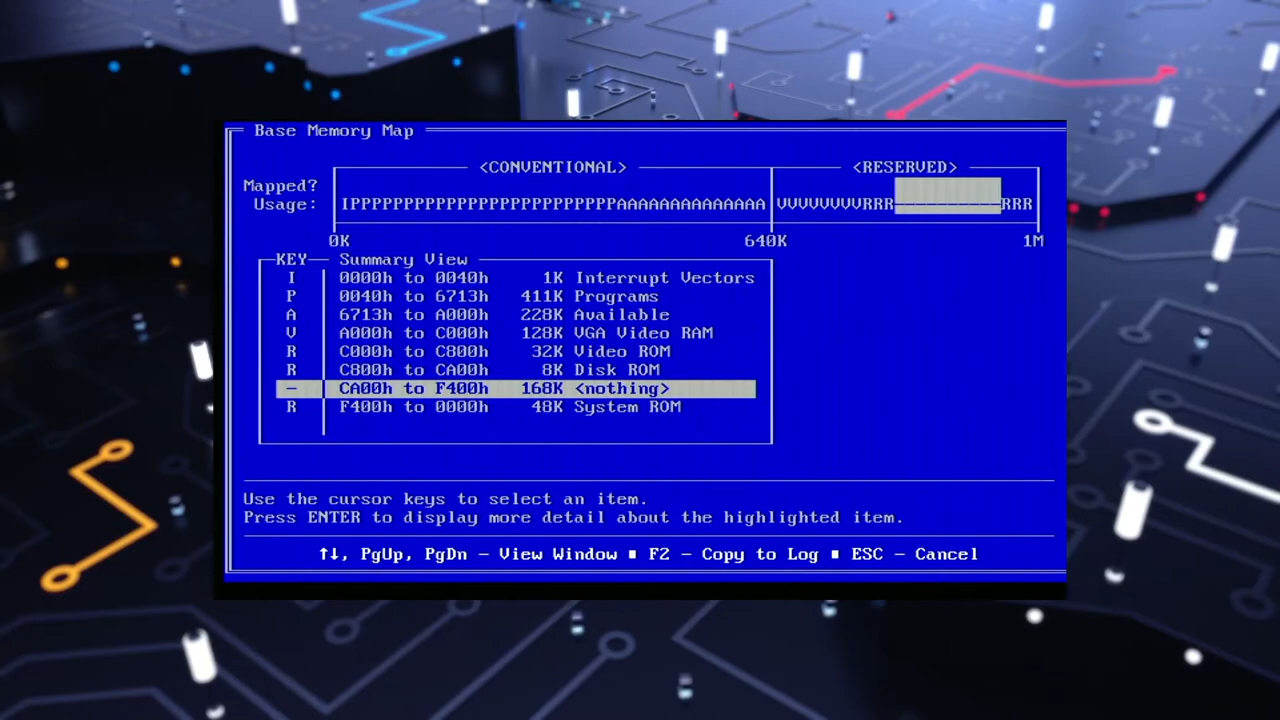 Base Memory Map
<CONVENTIONAL> <RESERVED>
Mapped?
Usage: IPPPPPPPPPPPPPPPPPPPPPPPPPPAAAAAAAAAAAAAAA VVVVVVVVRRR──────────RRR
0K 640K 1M
KEY Summary View
I 0000h to 0040h 1K Interrupt Vectors
P 0040h to 6713h 411K Programs
A 6713h to A000h 228K Available
V A000h to C000h 128K VGA Video RAM
R C000h to C800h 32K Video ROM
R C800h to CA00h 8K Disk ROM
— CA00h to F400h 168K <nothing>
R F400h to 0000h 48K System ROM
Use the cursor keys to select an item.
Press ENTER to display more detail about the highlighted item.
↑↓, PgUp, PgDn — View Window ■ F2 — Copy to Log ■ ESC — Cancel